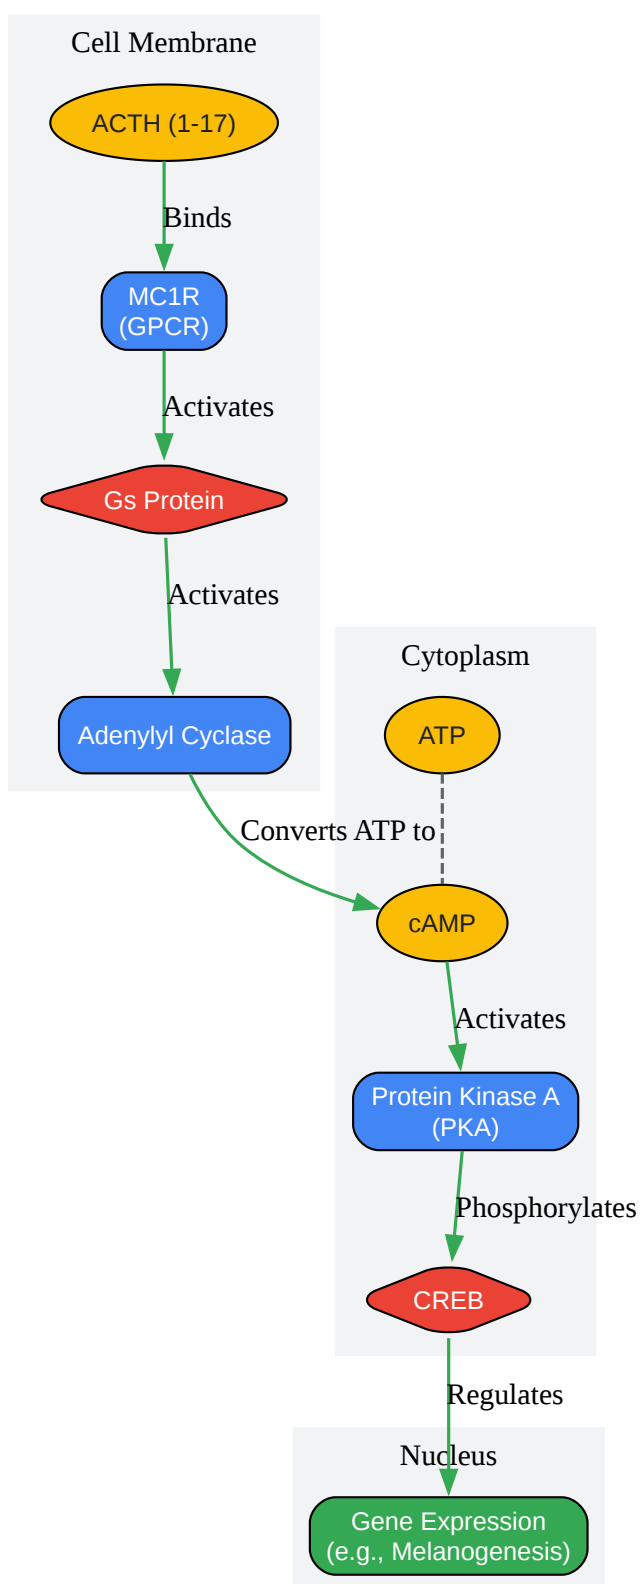 Cell Membrane
ACTH (1-17)
Binds
MC1R
(GPCR)
Activates
Gs Protein
Activates
Adenylyl Cyclase
Cytoplasm
ATP
Converts ATP to
cAMP
Activates
Protein Kinase A
(PKA)
Phosphorylates
CREB
Regulates
Nucleus
Gene Expression
(e.g., Melanogenesis)